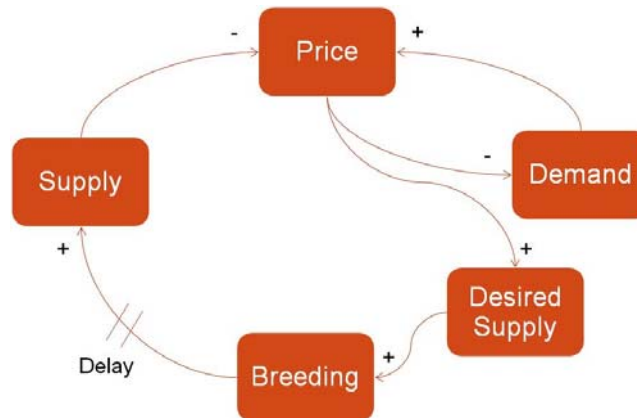 -
Price
+
Supply
-
Demand
+
+
Desired
Supply
Delay
Breeding
+